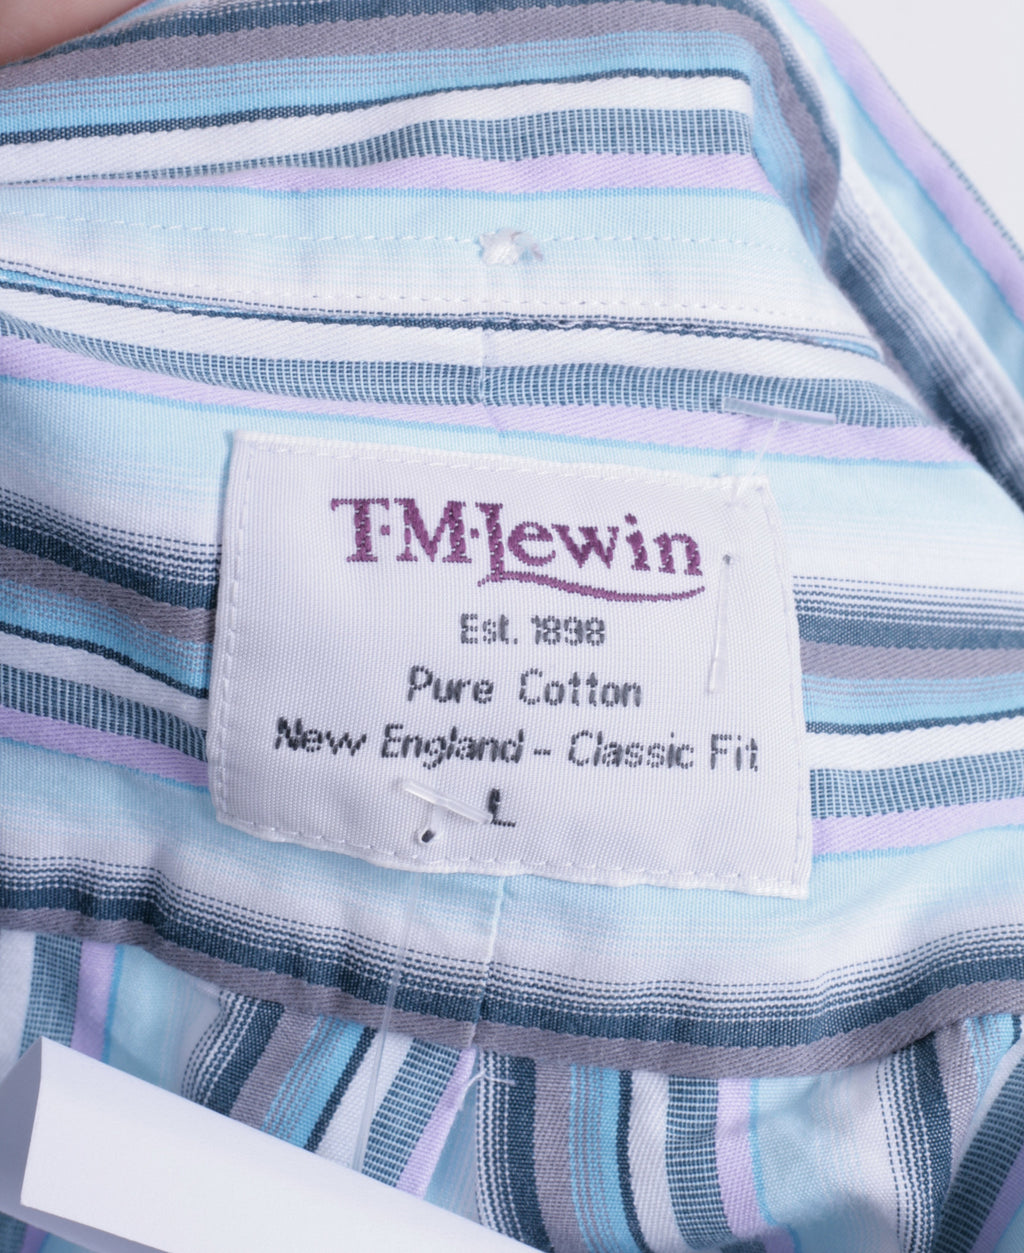 T·M·Lewin
Est. 1898
Pure Cotton
New England - Classic Fit
L